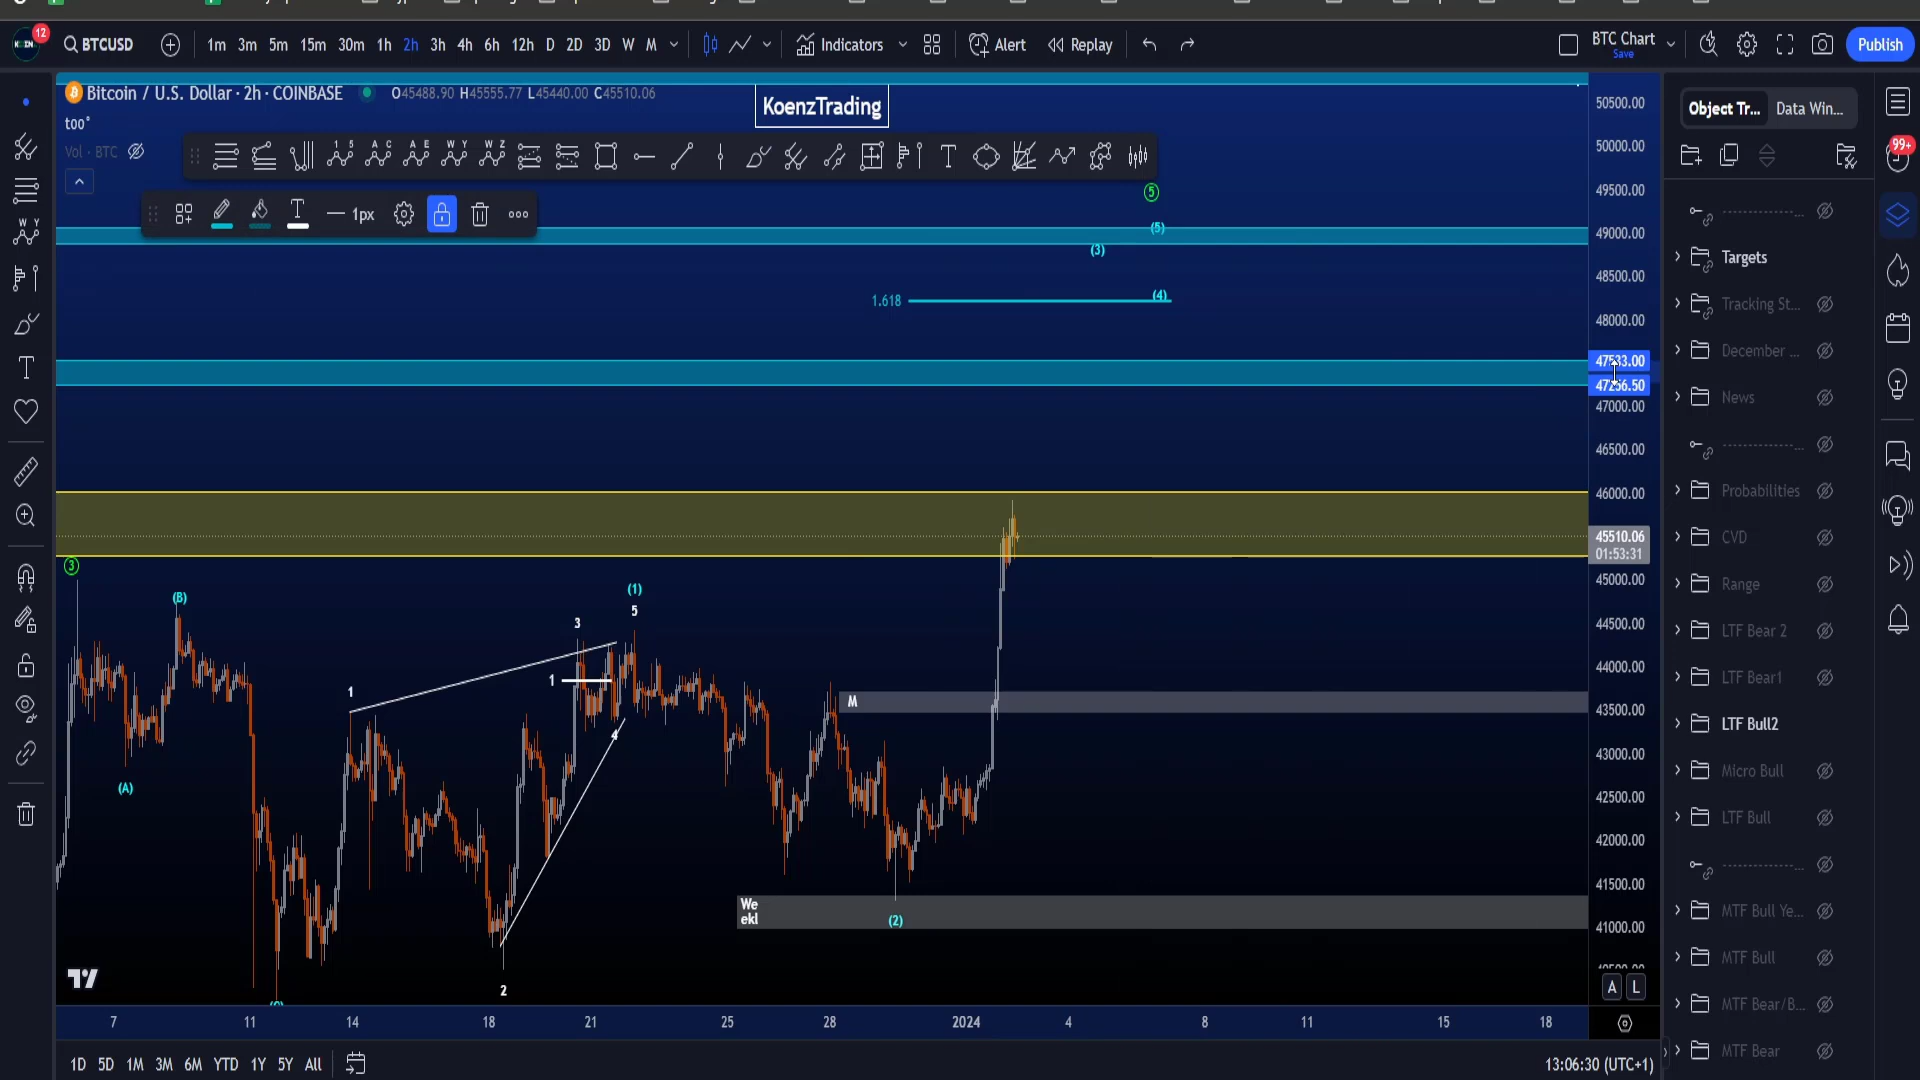 12
BTCUSD
1m 3m 5m 15m 30m 1h 2h 3h 4h 6h 12h D 2D 3D W M
Indicators
Alert
Replay
BTC Chart
Save
Publish
Bitcoin / U.S. Dollar · 2h · COINBASE
O45488.90 H45555.77 L45440.00 C45510.06
too°
Vol · BTC
KoenzTrading
1px
Object Tr...
Data Win...
99+
Targets
Tracking St...
December ...
News
Probabilities
CVD
Range
LTF Bear 2
LTF Bear1
LTF Bull2
Micro Bull
LTF Bull
MTF Bull Ye...
MTF Bull
MTF Bear/B...
MTF Bear
50500.00
50000.00
49500.00
49000.00
48500.00
48000.00
47256.50
47000.00
46500.00
46000.00
45510.06
01:53:31
45000.00
44500.00
44000.00
43500.00
43000.00
42500.00
42000.00
41500.00
41000.00
A L
5
(5)
(3)
(4)
1.618
3
(B)
(A)
(1)
5
3
1
1
4
2
M
We
ekl
(2)
7 11 14 18 21 25 28 2024 4 8 11 15 18
1D 5D 1M 3M 6M YTD 1Y 5Y All
13:06:30 (UTC+1)